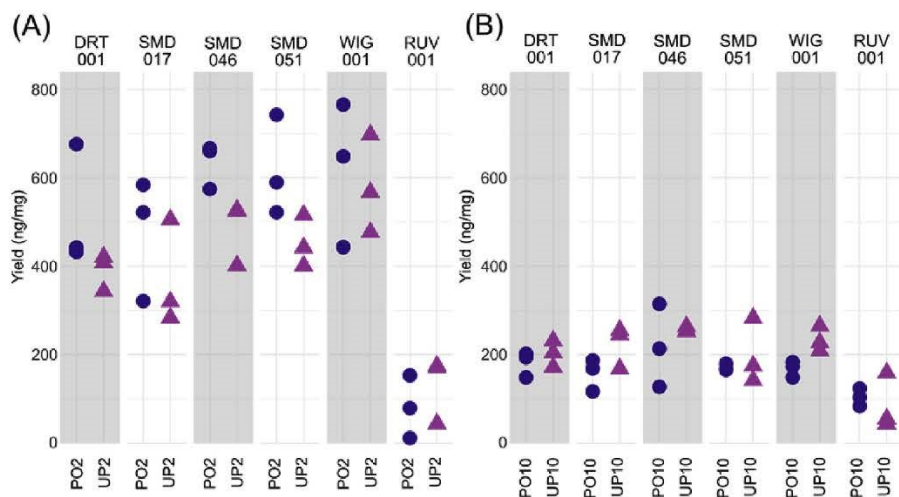 (A)
DRT SMD SMD SMD WIG RUV
001 017 046 051 001 001
Yield (ng/mg)
800
600
400
200
0
PO2 UP2 PO2 UP2 PO2 UP2 PO2 UP2 PO2 UP2 PO2 UP2
(B)
DRT SMD SMD SMD WIG RUV
001 017 046 051 001 001
Yield (ng/mg)
800
600
400
200
0
PO10 UP10 PO10 UP10 PO10 UP10 PO10 UP10 PO10 UP10 PO10 UP10